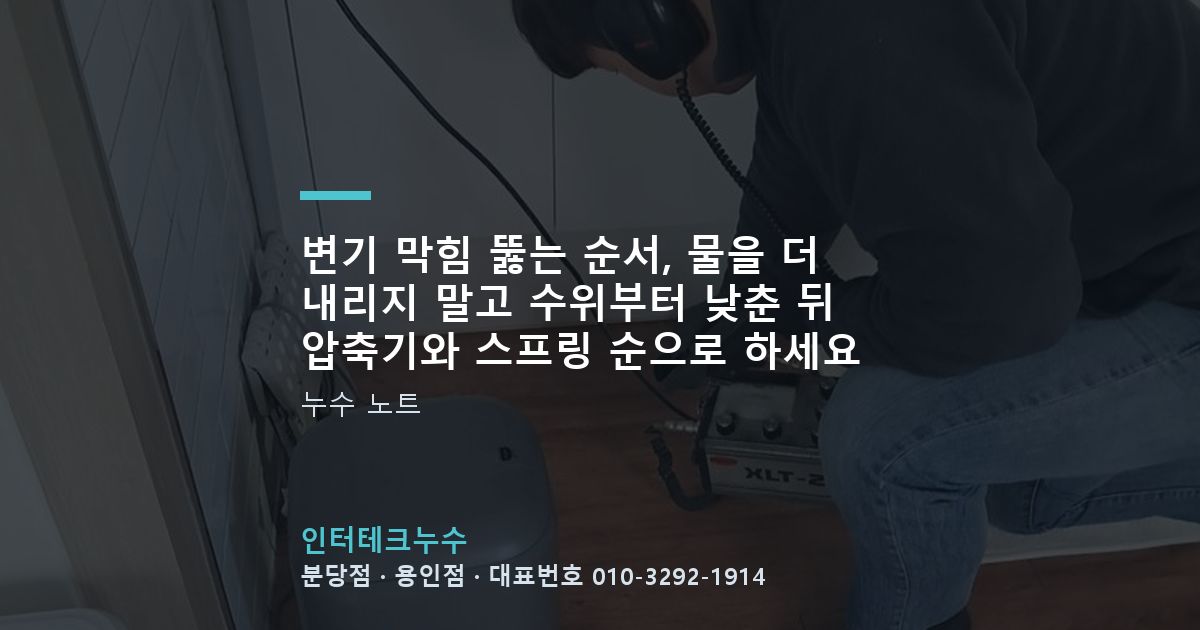 변기 막힘 뚫는 순서, 물을 더
내리지 말고 수위부터 낮춘 뒤
압축기와 스프링 순으로 하세요
누수 노트
XLT-2
인터테크누수
분당점 · 용인점 · 대표번호 010-3292-1914